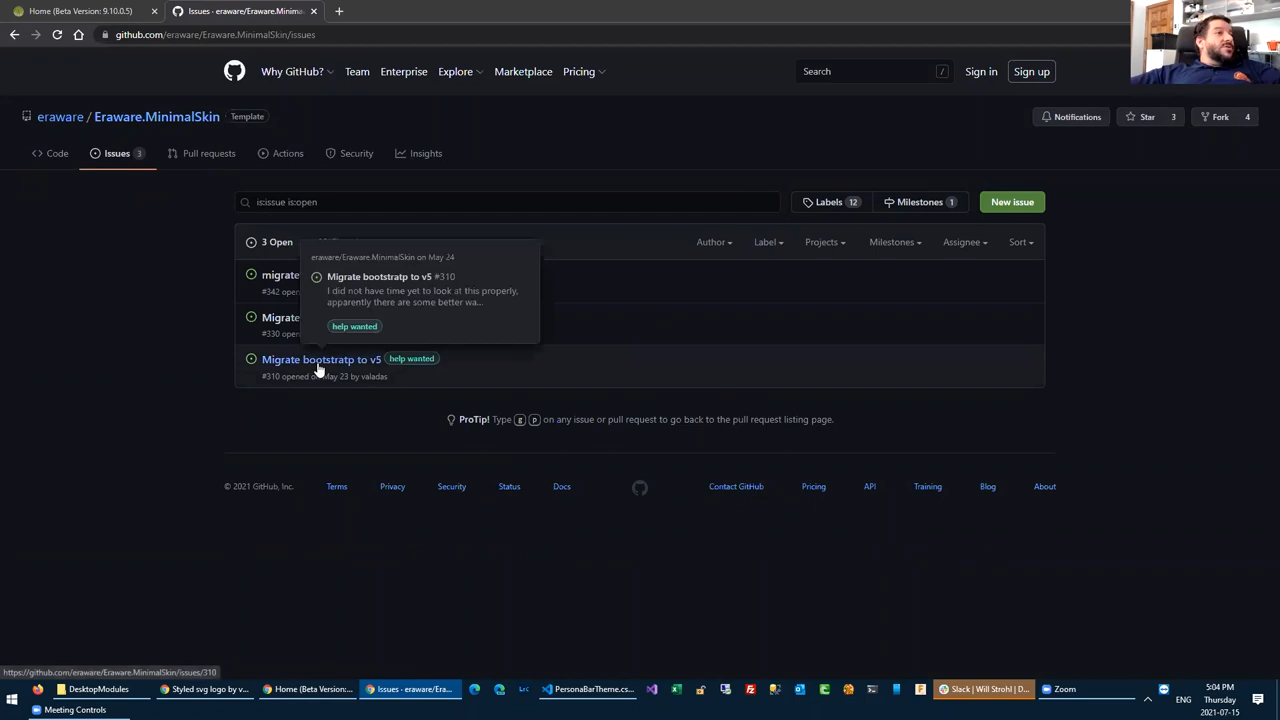 Home (Beta Version: 9.10.0.5)
Issues · eraware/Eraware.Minima
github.com/eraware/Eraware.MinimalSkin/issues
Why GitHub? Team Enterprise Explore Marketplace Pricing Search / Sign in Sign up
eraware / Eraware.MinimalSkin Template Notifications Star 3 Fork 4
Code Issues 3 Pull requests Actions Security Insights
is:issue is:open Labels 12 Milestones 1 New issue
3 Open Author Label Projects Milestones Assignee Sort
eraware/Eraware.MinimalSkin on May 24
migrate
Migrate bootstratp to v5 #310
#342 open
I did not have time yet to look at this properly,
apparently there are some better wa...
Migrate
help wanted
#330 open
Migrate bootstratp to v5 help wanted
#310 opened on May 23 by valadas
ProTip! Type g p on any issue or pull request to go back to the pull request listing page.
© 2021 GitHub, Inc. Terms Privacy Security Status Docs Contact GitHub Pricing API Training Blog About
https://github.com/eraware/Eraware.MinimalSkin/issues/310
DesktopModules Styled svg logo by v... Home (Beta Version:... Issues · eraware/Era... Lrc PersonaBarTheme.cs... Slack | Will Strohl | D... Zoom
Meeting Controls
ENG
5:04 PM
Thursday
2021-07-15